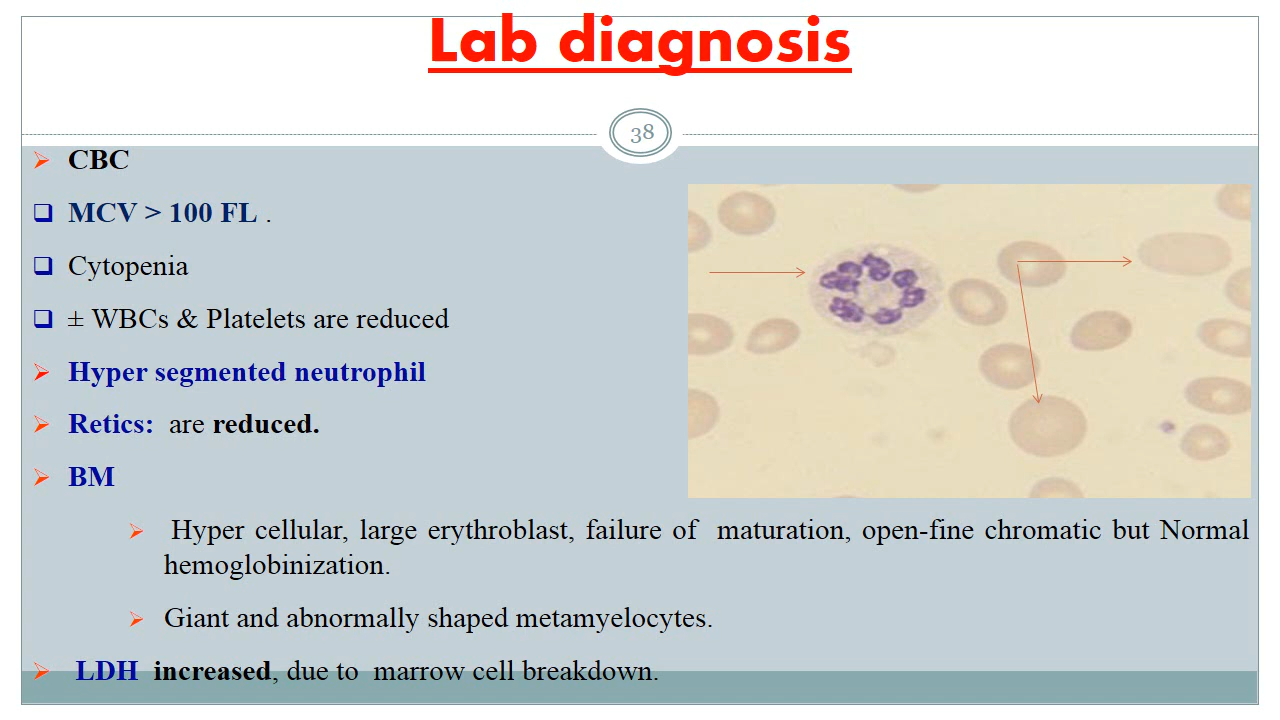 Lab diagnosis
38
CBC
MCV > 100 FL .
Cytopenia
± WBCs & Platelets are reduced
Hyper segmented neutrophil
Retics: are reduced.
BM
Hyper cellular, large erythroblast, failure of maturation, open-fine chromatic but Normal
hemoglobinization.
Giant and abnormally shaped metamyelocytes.
LDH increased, due to marrow cell breakdown.